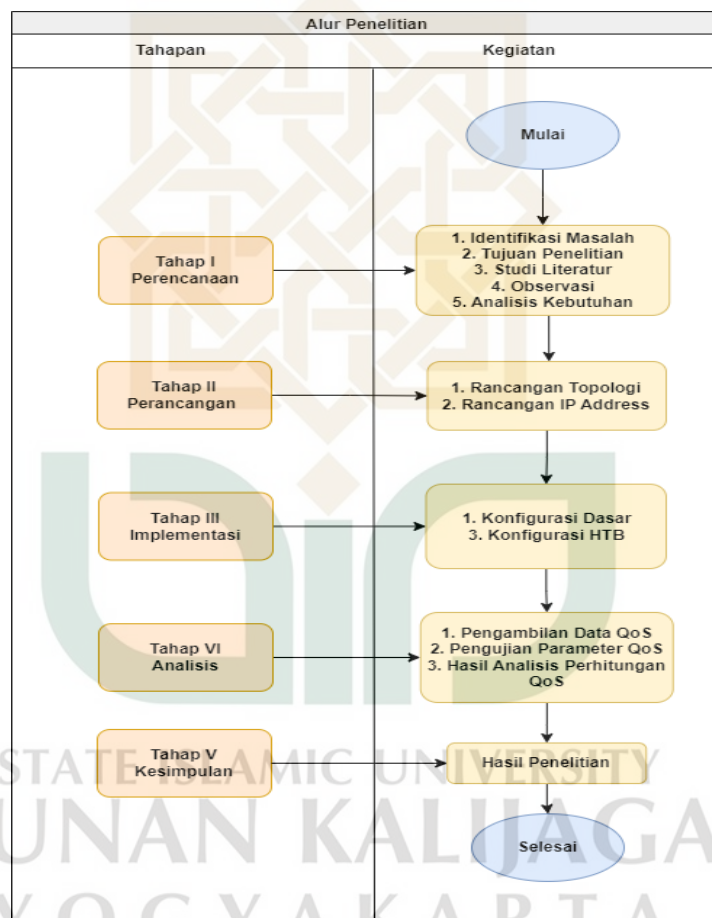 Alur Penelitian
Tahapan
Kegiatan
Mulai
Tahap I
Perencanaan
1. Identifikasi Masalah
2. Tujuan Penelitian
3. Studi Literatur
4. Observasi
5. Analisis Kebutuhan
Tahap II
Perancangan
1. Rancangan Topologi
2. Rancangan IP Address
Tahap III
Implementasi
1. Konfigurasi Dasar
3. Konfigurasi HTB
Tahap VI
Analisis
1. Pengambilan Data QoS
2. Pengujian Parameter QoS
3. Hasil Analisis Perhitungan
QoS
Tahap V
Kesimpulan
Hasil Penelitian
Selesai
STATE ISLAMIC UNIVERSITY
UNAN KALIJAGA
YOGYAKARTA